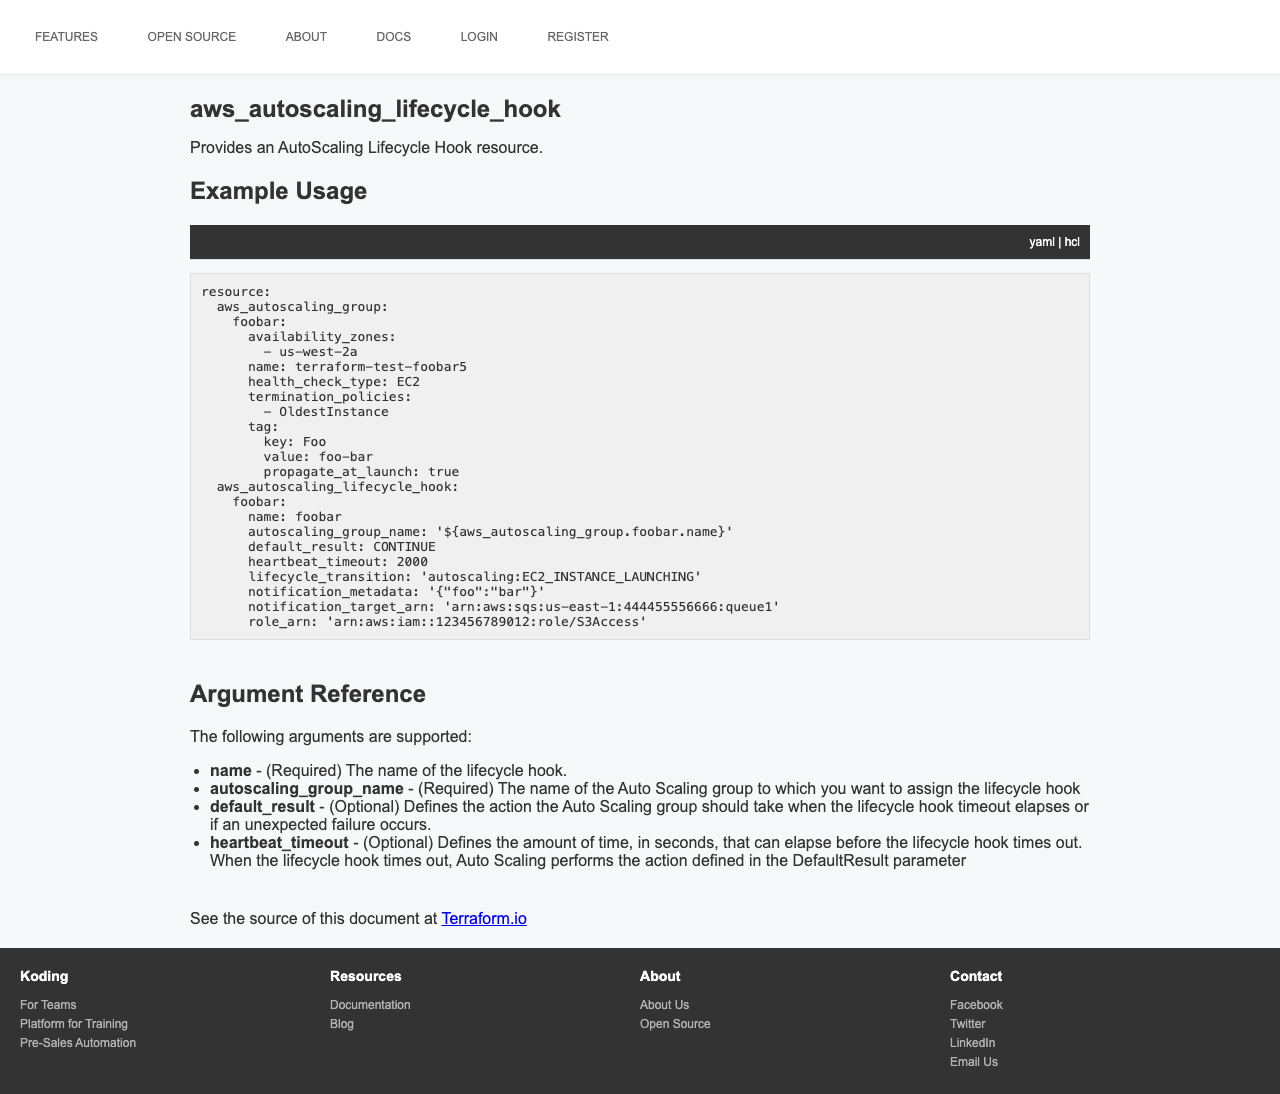 FEATURES OPEN SOURCE ABOUT DOCS LOGIN REGISTER
aws_autoscaling_lifecycle_hook
Provides an AutoScaling Lifecycle Hook resource.
Example Usage
yaml | hcl
resource:
  aws_autoscaling_group:
    foobar:
      availability_zones:
        - us-west-2a
      name: terraform-test-foobar5
      health_check_type: EC2
      termination_policies:
        - OldestInstance
      tag:
        key: Foo
        value: foo-bar
        propagate_at_launch: true
  aws_autoscaling_lifecycle_hook:
    foobar:
      name: foobar
      autoscaling_group_name: '${aws_autoscaling_group.foobar.name}'
      default_result: CONTINUE
      heartbeat_timeout: 2000
      lifecycle_transition: 'autoscaling:EC2_INSTANCE_LAUNCHING'
      notification_metadata: '{"foo":"bar"}'
      notification_target_arn: 'arn:aws:sqs:us-east-1:444455556666:queue1'
      role_arn: 'arn:aws:iam::123456789012:role/S3Access'
Argument Reference
The following arguments are supported:
• name - (Required) The name of the lifecycle hook.
• autoscaling_group_name - (Required) The name of the Auto Scaling group to which you want to assign the lifecycle hook
• default_result - (Optional) Defines the action the Auto Scaling group should take when the lifecycle hook timeout elapses or
if an unexpected failure occurs.
• heartbeat_timeout - (Optional) Defines the amount of time, in seconds, that can elapse before the lifecycle hook times out.
When the lifecycle hook times out, Auto Scaling performs the action defined in the DefaultResult parameter
See the source of this document at Terraform.io
Koding
For Teams
Platform for Training
Pre-Sales Automation
Resources
Documentation
Blog
About
About Us
Open Source
Contact
Facebook
Twitter
LinkedIn
Email Us